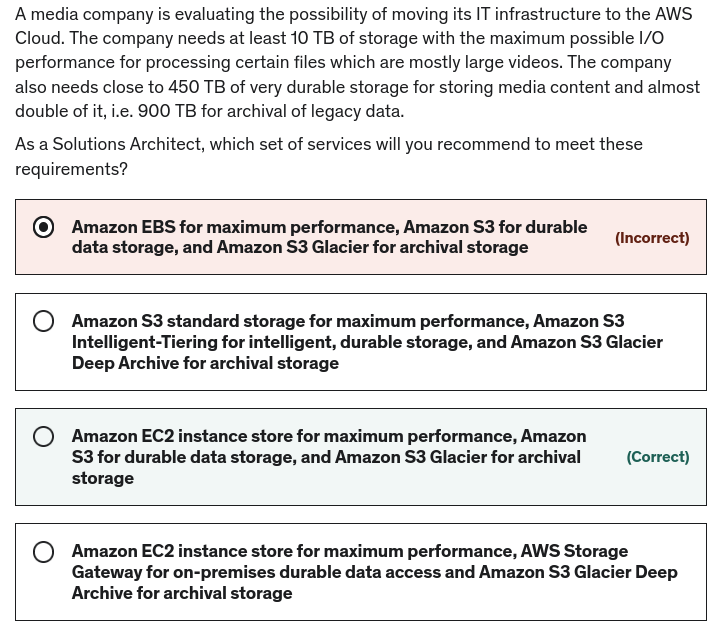 A media company is evaluating the possibility of moving its IT infrastructure to the AWS
Cloud. The company needs at least 10 TB of storage with the maximum possible I/O
performance for processing certain files which are mostly large videos. The company
also needs close to 450 TB of very durable storage for storing media content and almost
double of it, i.e. 900 TB for archival of legacy data.
As a Solutions Architect, which set of services will you recommend to meet these
requirements?
Amazon EBS for maximum performance, Amazon S3 for durable
data storage, and Amazon S3 Glacier for archival storage
(Incorrect)
Amazon S3 standard storage for maximum performance, Amazon S3
Intelligent-Tiering for intelligent, durable storage, and Amazon S3 Glacier
Deep Archive for archival storage
Amazon EC2 instance store for maximum performance, Amazon
S3 for durable data storage, and Amazon S3 Glacier for archival
storage
(Correct)
Amazon EC2 instance store for maximum performance, AWS Storage
Gateway for on-premises durable data access and Amazon S3 Glacier Deep
Archive for archival storage